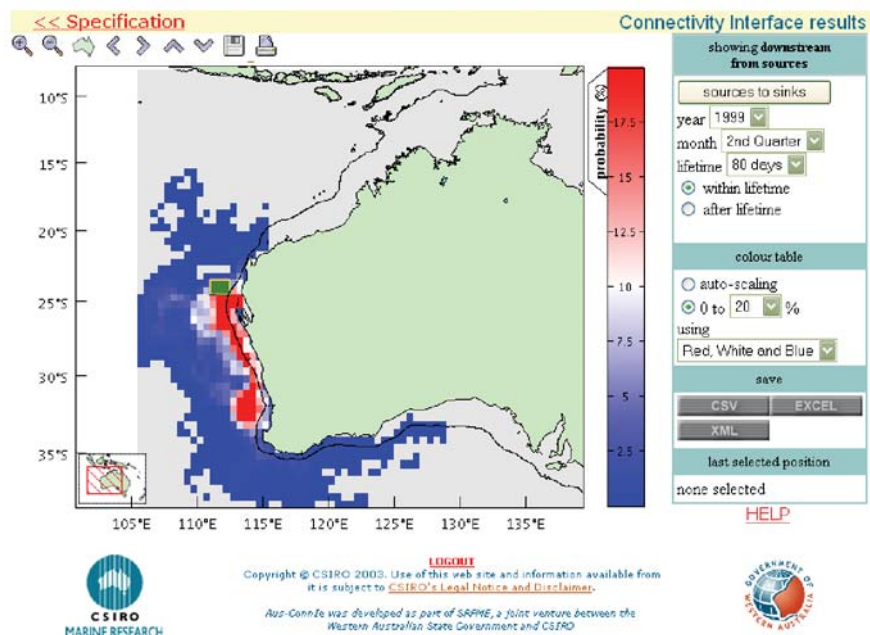 << Specification
Connectivity Interface results
showing downstream
from sources
sources to sinks
year 1999
month 2nd Quarter
lifetime 80 days
within lifetime
after lifetime
colour table
auto-scaling
0 to 20 %
using
Red, White and Blue
save
CSV EXCEL
XML
last selected position
none selected
HELP
10°S
15°S
20°S
25°S
30°S
35°S
105°E 110°E 115°E 120°E 125°E 130°E 135°E
probability (%)
17.5
15
12.5
10
7.5
5
2.5
CSIRO
MARINE RESEARCH
LOGOUT
Copyright © CSIRO 2003. Use of this web site and information available from
it is subject to CSIRO's Legal Notice and Disclaimer.
Aus-ConnIe was developed as part of SRFME, a joint venture between the
Western Australian State Government and CSIRO
GOVERNMENT OF
WESTERN AUSTRALIA